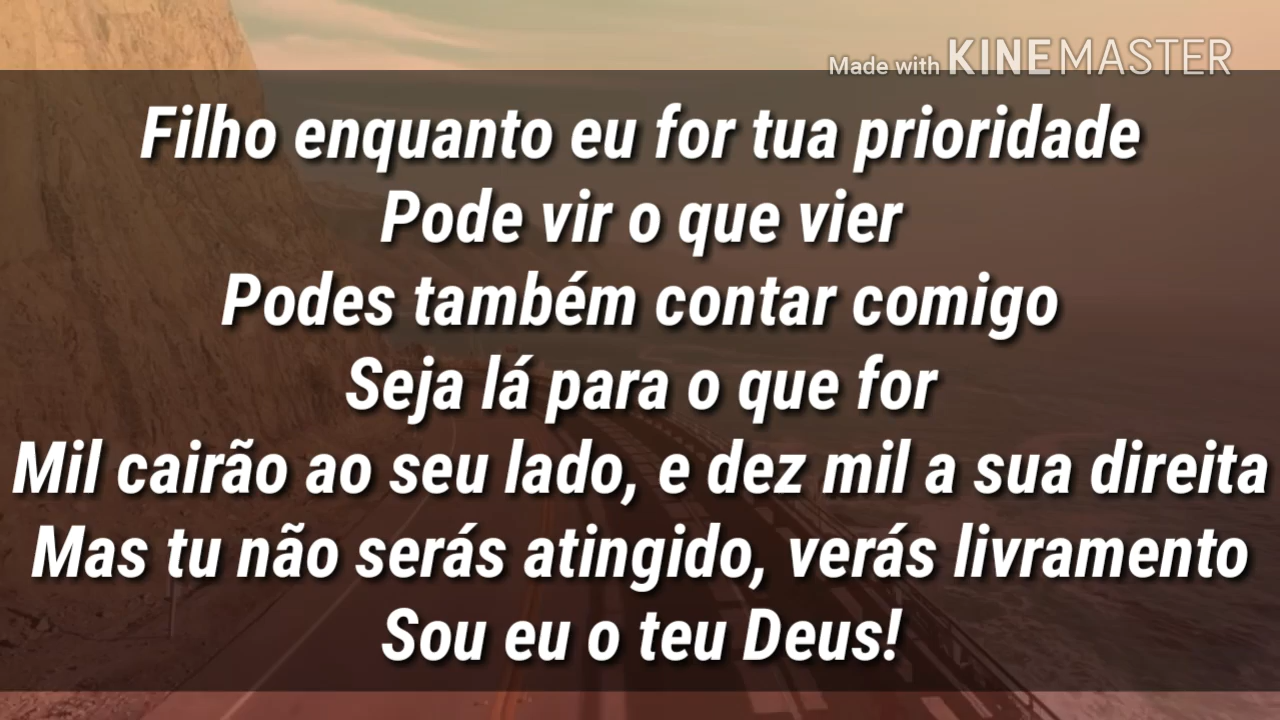 Made with KINEMASTER
Filho enquanto eu for tua prioridade
Pode vir o que vier
Podes também contar comigo
Seja lá para o que for
Mil cairão ao seu lado, e dez mil a sua direita
Mas tu não serás atingido, verás livramento
Sou eu o teu Deus!